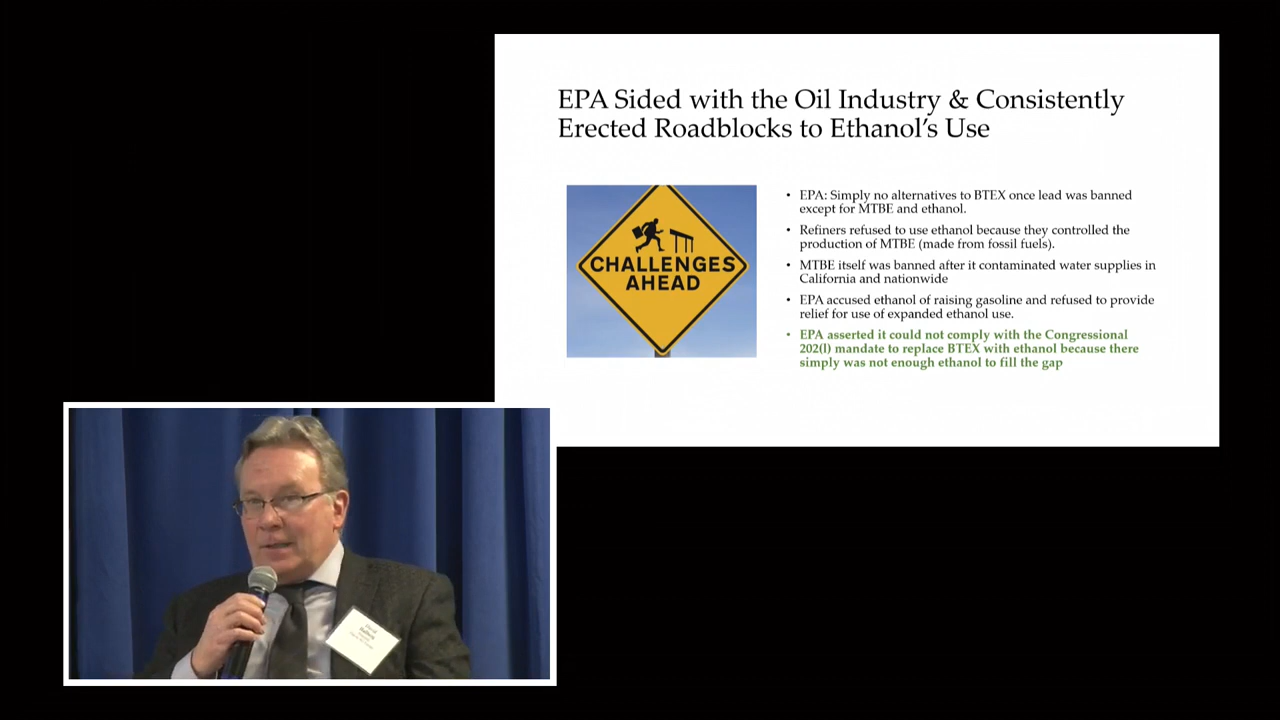 EPA Sided with the Oil Industry & Consistently
Erected Roadblocks to Ethanol's Use
CHALLENGES
AHEAD
• EPA: Simply no alternatives to BTEX once lead was banned
except for MTBE and ethanol.
• Refiners refused to use ethanol because they controlled the
production of MTBE (made from fossil fuels).
• MTBE itself was banned after it contaminated water supplies in
California and nationwide
• EPA accused ethanol of raising gasoline and refused to provide
relief for use of expanded ethanol use.
• EPA asserted it could not comply with the Congressional
202(l) mandate to replace BTEX with ethanol because there
simply was not enough ethanol to fill the gap
David